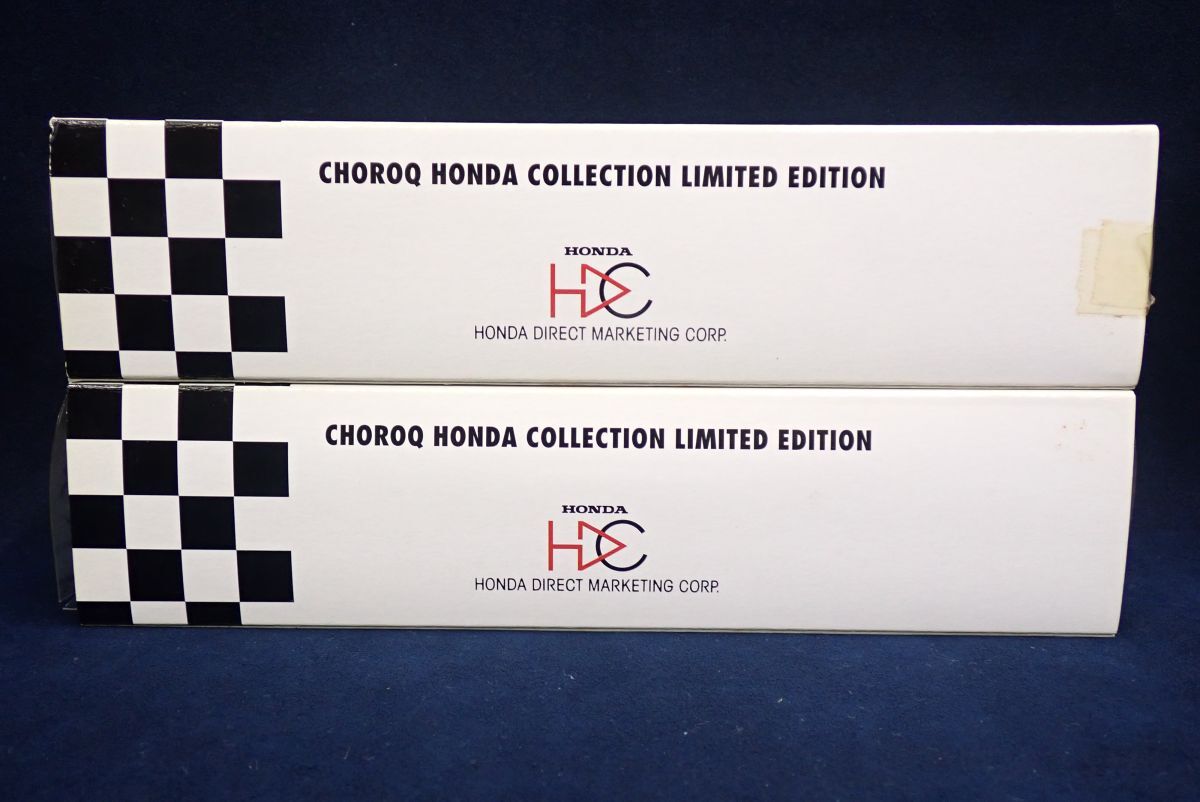 CHOROQ HONDA COLLECTION LIMITED EDITION
HONDA
HDC
HONDA DIRECT MARKETING CORP.
CHOROQ HONDA COLLECTION LIMITED EDITION
HONDA
HDC
HONDA DIRECT MARKETING CORP.